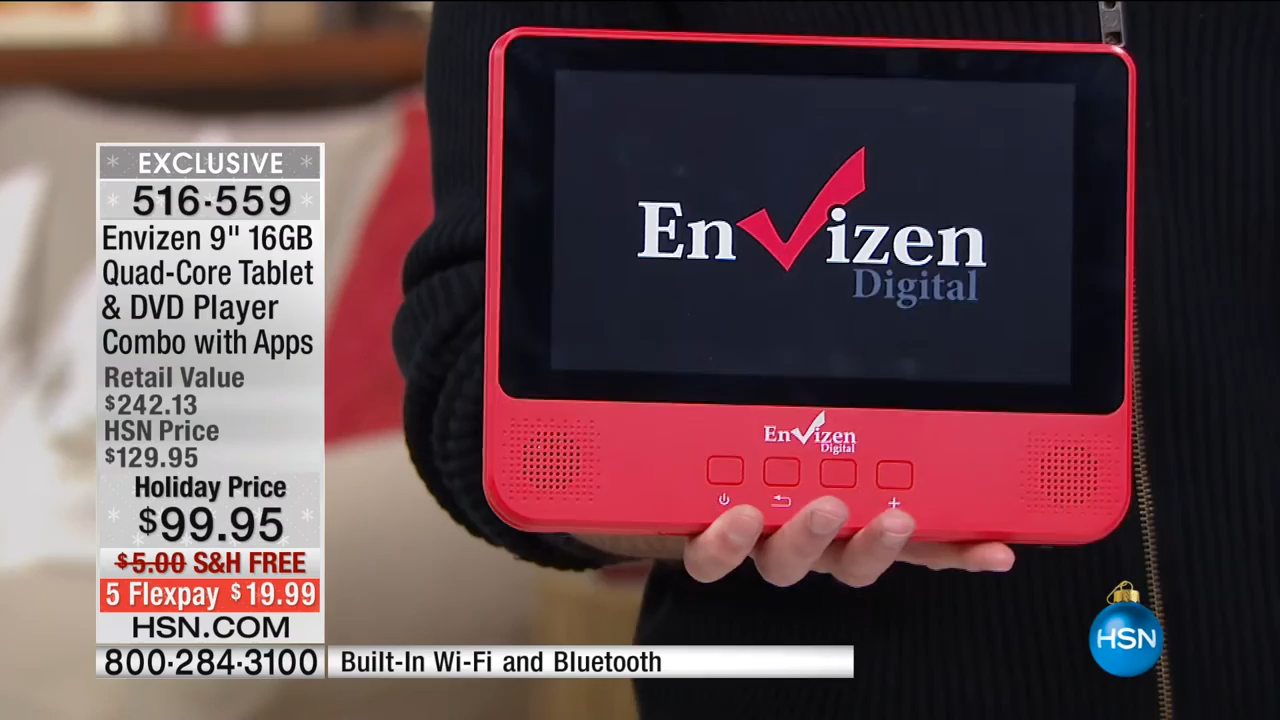 EXCLUSIVE
516·559
Envizen 9" 16GB
Quad-Core Tablet
& DVD Player
Combo with Apps
Retail Value
$242.13
HSN Price
$129.95
Holiday Price
$99.95
$5.00 S&H FREE
5 Flexpay $19.99
HSN.COM
800·284·3100
Built-In Wi-Fi and Bluetooth
EnVizen
Digital
EnVizen
Digital
HSN